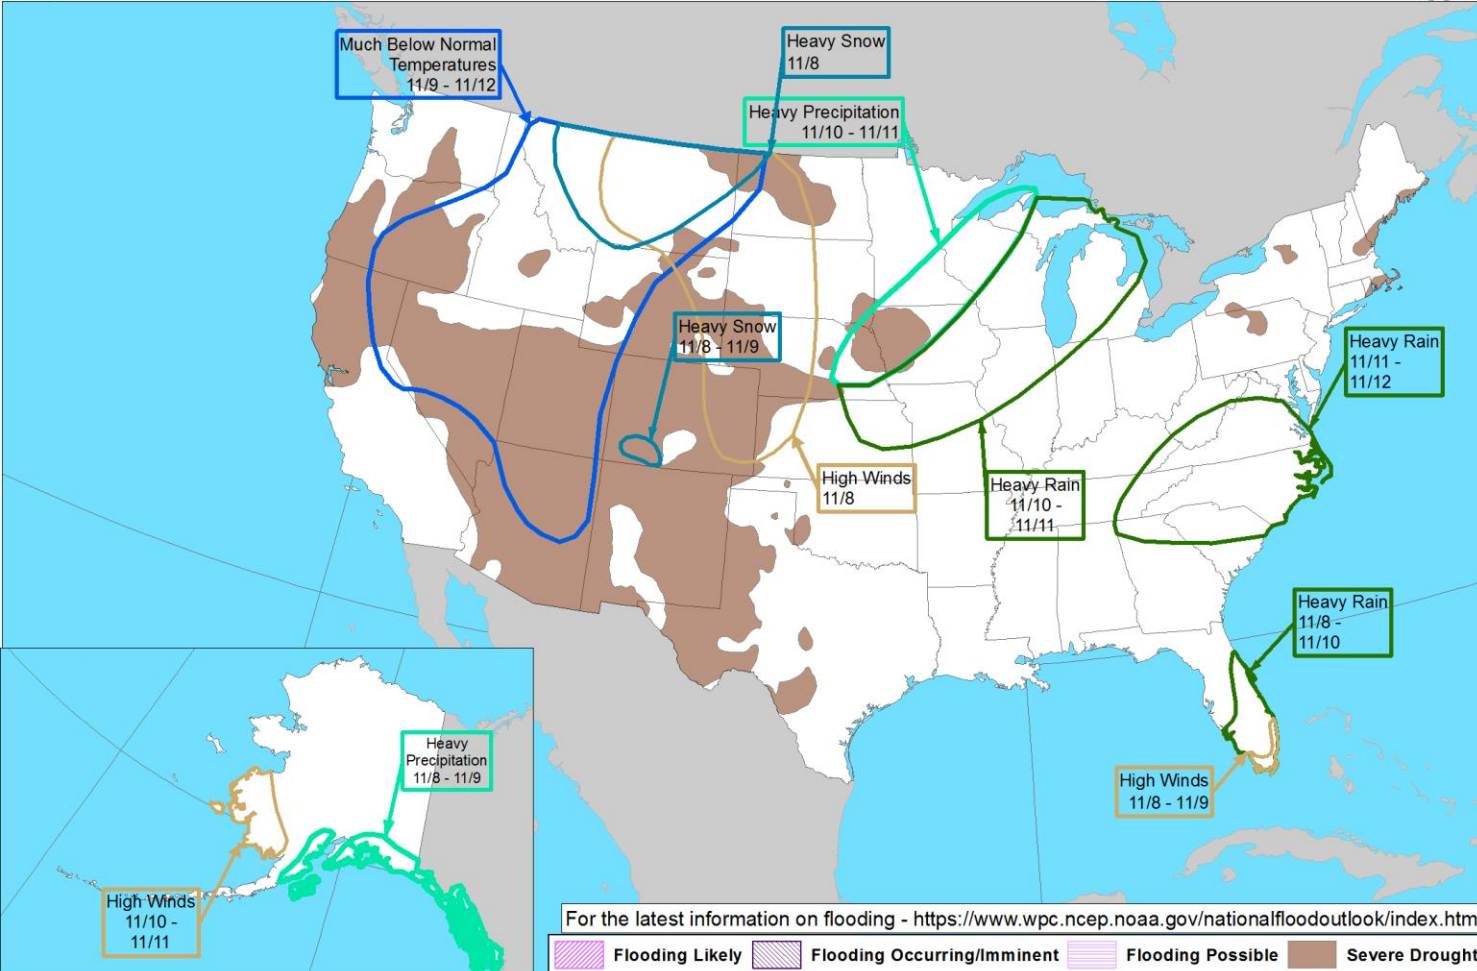 Much Below Normal
Temperatures
11/9 - 11/12
Heavy Snow
11/8
Heavy Precipitation
11/10 - 11/11
Heavy Snow
11/8 - 11/9
Heavy Rain
11/11 -
11/12
High Winds
11/8
Heavy Rain
11/10 -
11/11
Heavy Rain
11/8 -
11/10
Heavy
Precipitation
11/8 - 11/9
High Winds
11/8 - 11/9
High Winds
11/10 -
11/11
For the latest information on flooding - https://www.wpc.ncep.noaa.gov/nationalfloodoutlook/index.htm
Flooding Likely Flooding Occurring/Imminent Flooding Possible Severe Drought